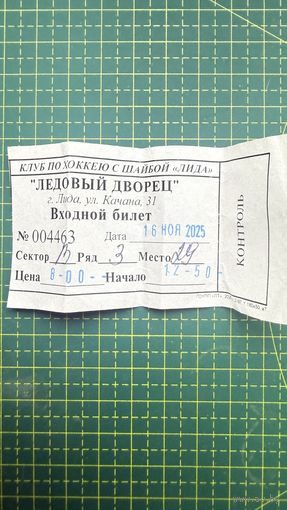 КЛУБ ПО ХОККЕЮ С ШАЙБОЙ «ЛИДА»
"ЛЕДОВЫЙ ДВОРЕЦ"
г. Лида, ул. Качана, 31
Входной билет
№ 004463 Дата 16 НОЯ 2025
Сектор Ряд 3 Место 29
Цена 8-00-- Начало 12-50-
КОНТРОЛЬ